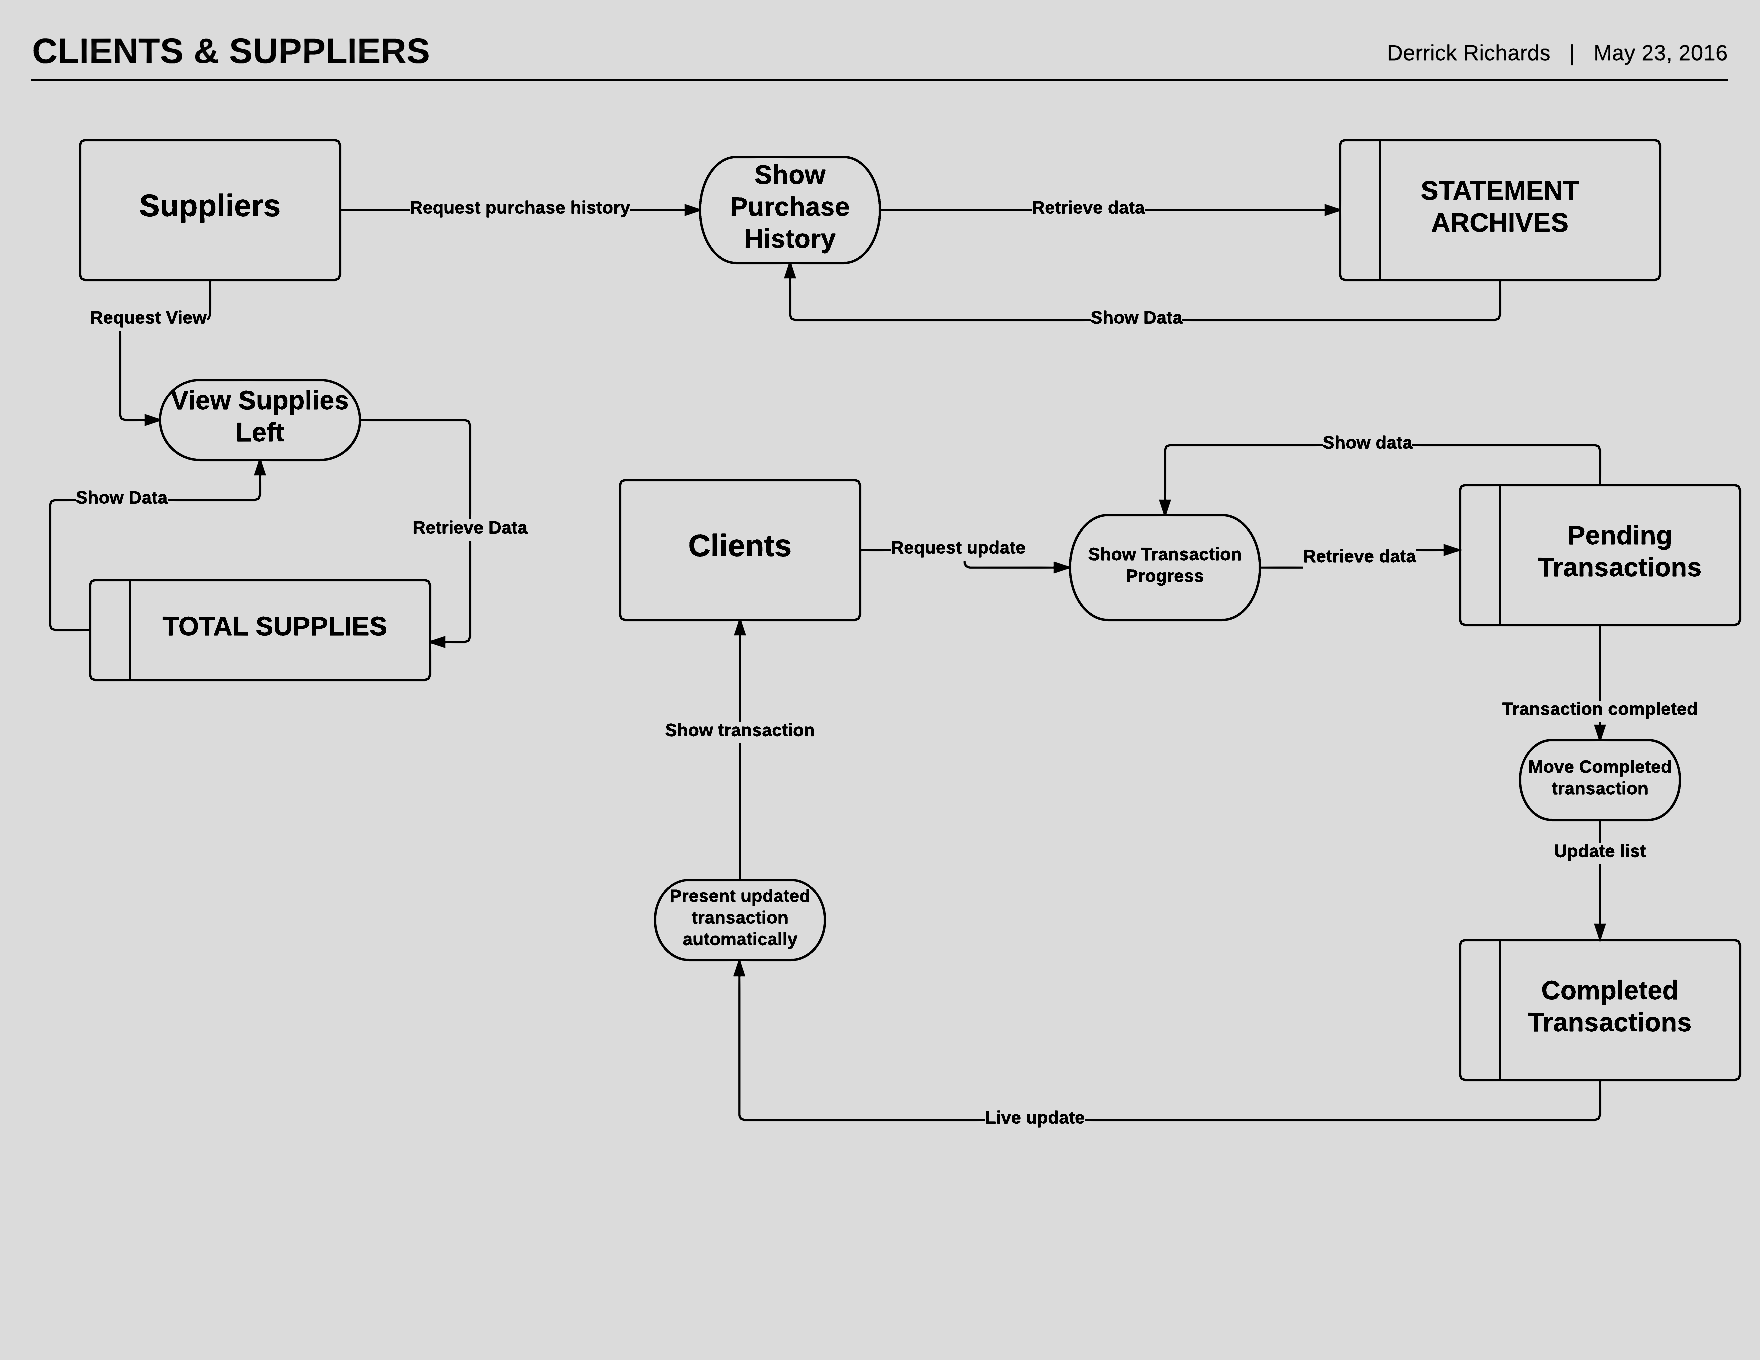 CLIENTS & SUPPLIERS
Derrick Richards | May 23, 2016
Suppliers
Request purchase history
Show
Purchase
History
Retrieve data
STATEMENT
ARCHIVES
Request View
Show Data
View Supplies
Left
Show Data
Retrieve Data
TOTAL SUPPLIES
Show data
Clients
Request update
Show Transaction
Progress
Retrieve data
Pending
Transactions
Show transaction
Transaction completed
Move Completed
transaction
Update list
Present updated
transaction
automatically
Completed
Transactions
Live update